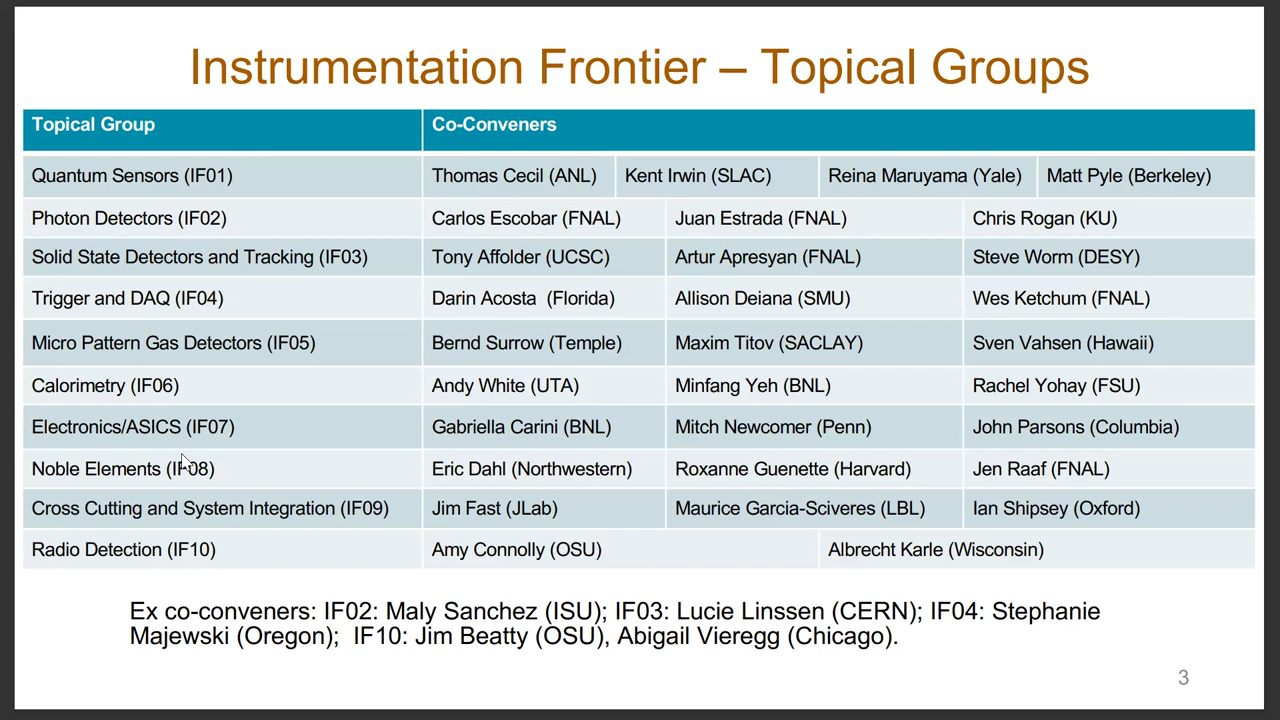 Instrumentation Frontier – Topical Groups
Topical Group Co-Conveners
Quantum Sensors (IF01) Thomas Cecil (ANL) Kent Irwin (SLAC) Reina Maruyama (Yale) Matt Pyle (Berkeley)
Photon Detectors (IF02) Carlos Escobar (FNAL) Juan Estrada (FNAL) Chris Rogan (KU)
Solid State Detectors and Tracking (IF03) Tony Affolder (UCSC) Artur Apresyan (FNAL) Steve Worm (DESY)
Trigger and DAQ (IF04) Darin Acosta (Florida) Allison Deiana (SMU) Wes Ketchum (FNAL)
Micro Pattern Gas Detectors (IF05) Bernd Surrow (Temple) Maxim Titov (SACLAY) Sven Vahsen (Hawaii)
Calorimetry (IF06) Andy White (UTA) Minfang Yeh (BNL) Rachel Yohay (FSU)
Electronics/ASICS (IF07) Gabriella Carini (BNL) Mitch Newcomer (Penn) John Parsons (Columbia)
Noble Elements (IF08) Eric Dahl (Northwestern) Roxanne Guenette (Harvard) Jen Raaf (FNAL)
Cross Cutting and System Integration (IF09) Jim Fast (JLab) Maurice Garcia-Sciveres (LBL) Ian Shipsey (Oxford)
Radio Detection (IF10) Amy Connolly (OSU) Albrecht Karle (Wisconsin)
Ex co-conveners: IF02: Maly Sanchez (ISU); IF03: Lucie Linssen (CERN); IF04: Stephanie
Majewski (Oregon); IF10: Jim Beatty (OSU), Abigail Vieregg (Chicago).
3